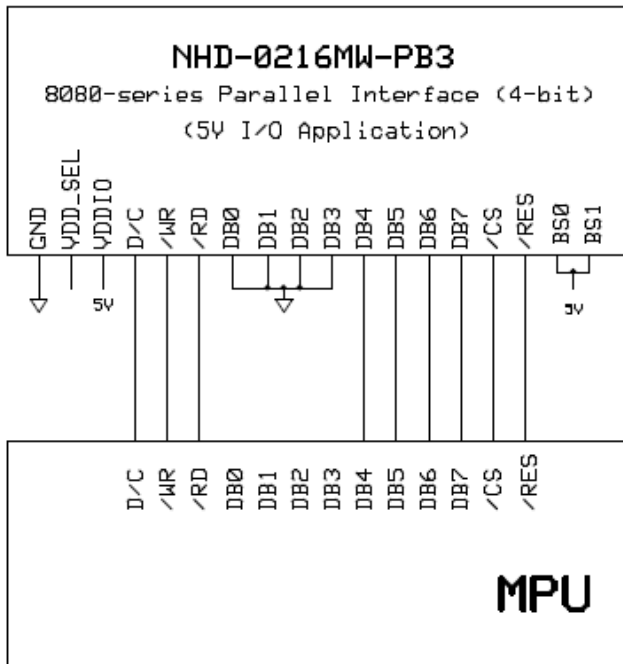 NHD-0216MW-PB3
8080-series Parallel Interface (4-bit)
(5V I/O Application)
GND VDD_SEL VDDIO D/C /WR /RD DB0 DB1 DB2 DB3 DB4 DB5 DB6 DB7 /CS /RES BS0 BS1
5V 5V
D/C /WR /RD DB0 DB1 DB2 DB3 DB4 DB5 DB6 DB7 /CS /RES
MPU